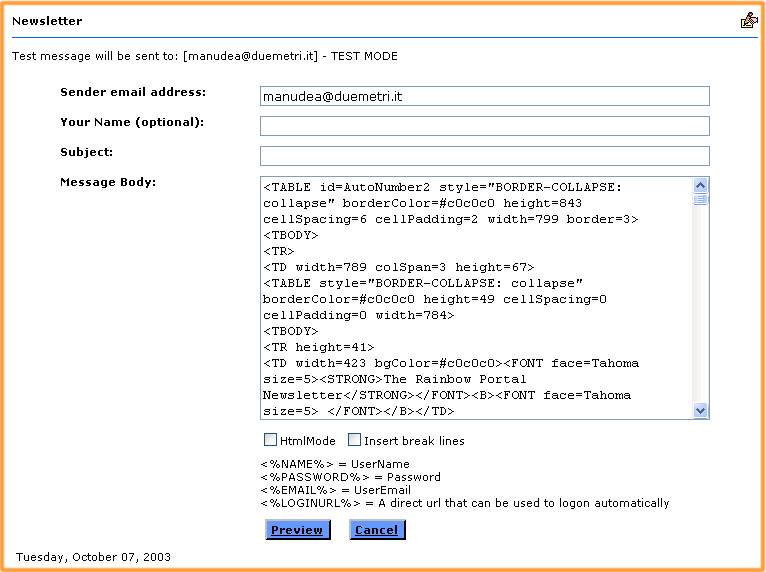 Newsletter
Test message will be sent to: [manudea@duemetri.it] - TEST MODE
Sender email address:
manudea@duemetri.it
Your Name (optional):
Subject:
Message Body:
<TABLE id=AutoNumber2 style="BORDER-COLLAPSE:
collapse" borderColor=#c0c0c0 height=843
cellSpacing=6 cellPadding=2 width=799 border=3>
<TBODY>
<TR>
<TD width=789 colSpan=3 height=67>
<TABLE style="BORDER-COLLAPSE: collapse"
borderColor=#c0c0c0 height=49 cellSpacing=0
cellPadding=0 width=784>
<TBODY>
<TR height=41>
<TD width=423 bgColor=#c0c0c0><FONT face=Tahoma
size=5><STRONG>The Rainbow Portal
Newsletter</STRONG></FONT><B><FONT face=Tahoma
size=5> </FONT></B></TD>
HtmlMode Insert break lines
<%NAME%> = UserName
<%PASSWORD%> = Password
<%EMAIL%> = UserEmail
<%LOGINURL%> = A direct url that can be used to logon automatically
Preview Cancel
Tuesday, October 07, 2003